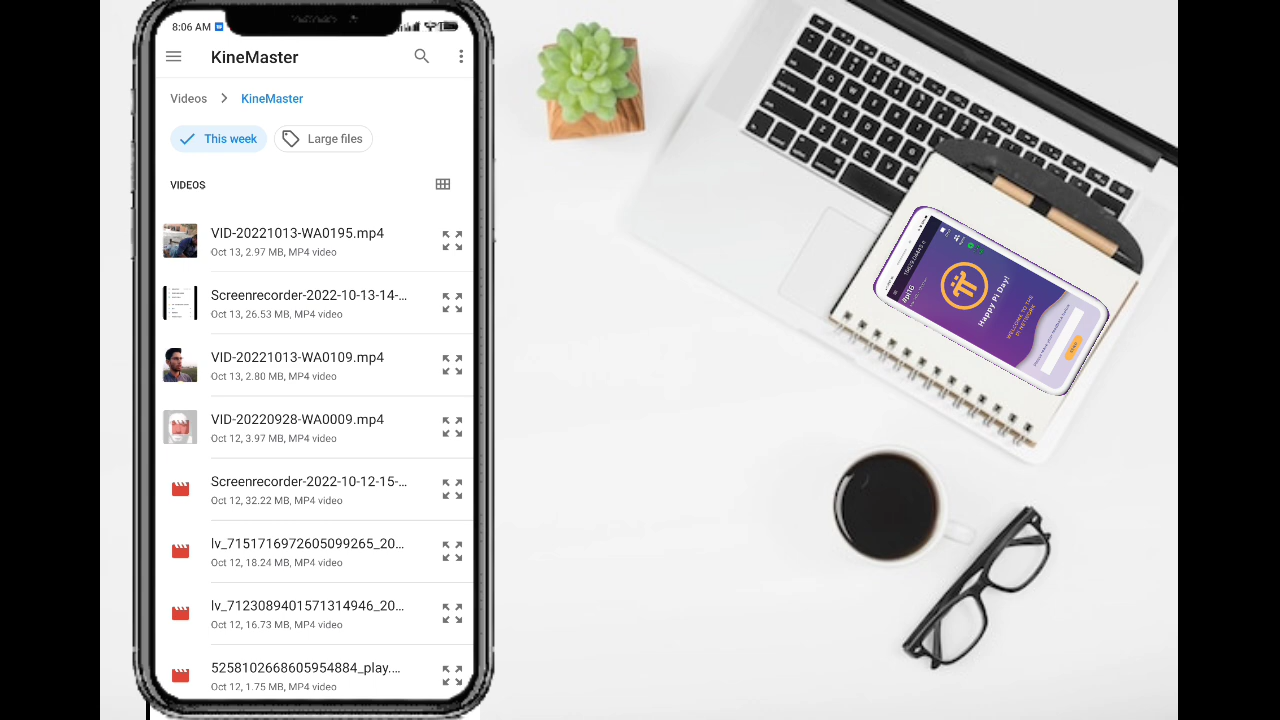 8:06 AM
KineMaster
Videos > KineMaster
This week
Large files
VIDEOS
VID-20221013-WA0195.mp4
Oct 13, 2.97 MB, MP4 video
Screenrecorder-2022-10-13-14-...
Oct 13, 26.53 MB, MP4 video
VID-20221013-WA0109.mp4
Oct 13, 2.80 MB, MP4 video
VID-20220928-WA0009.mp4
Oct 12, 3.97 MB, MP4 video
Screenrecorder-2022-10-12-15-...
Oct 12, 32.22 MB, MP4 video
lv_7151716972605099265_20...
Oct 12, 18.24 MB, MP4 video
lv_7123089401571314946_20...
Oct 12, 16.73 MB, MP4 video
5258102668605954884_play....
Oct 12, 1.75 MB, MP4 video
Happy Pi Day!
WELCOME TO THE
PI NETWORK